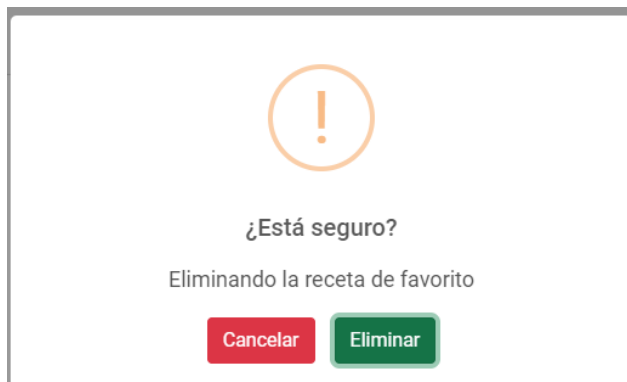 ¿Está seguro?
Eliminando la receta de favorito
Cancelar Eliminar